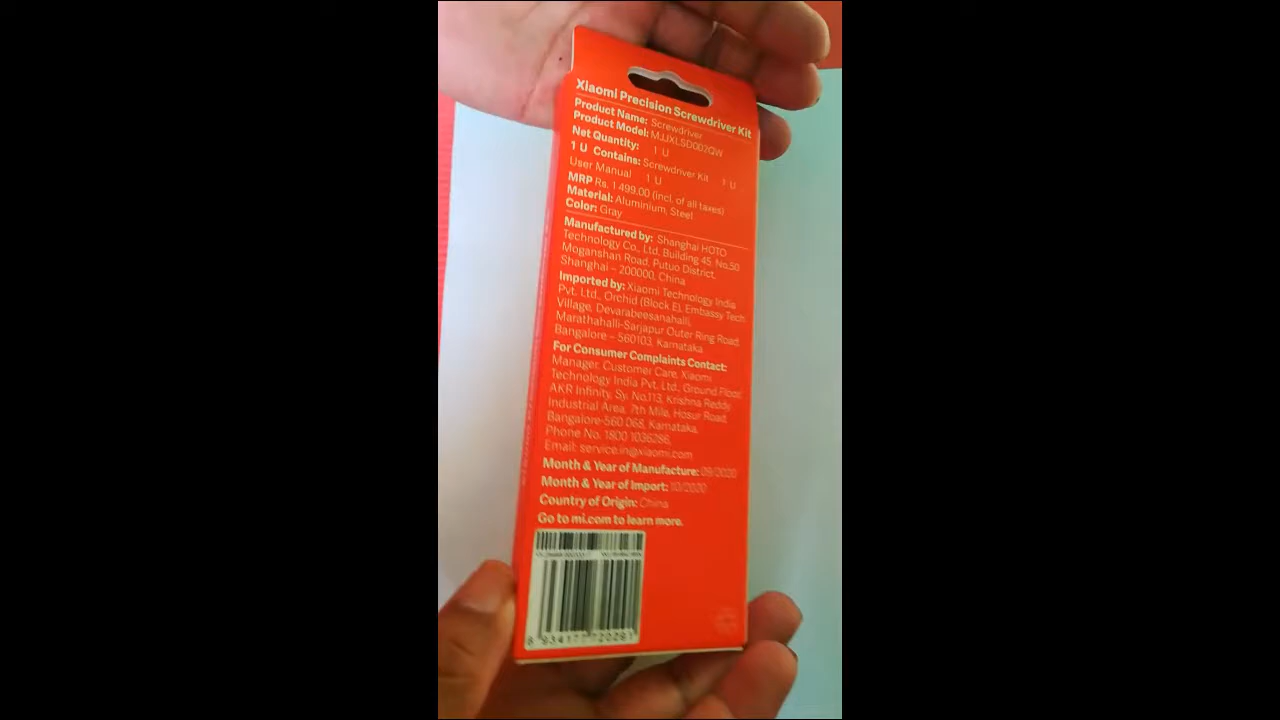 Xiaomi Precision Screwdriver Kit
Product Name: Screwdriver
Product Model: MJJXLSD002QW
Net Quantity: 1 U
1 U Contains: Screwdriver Kit 1 U
User Manual 1 U
MRP Rs. 1 499.00 (incl. of all taxes)
Material: Aluminium, Steel
Color: Gray
Manufactured by: Shanghai HOTO
Technology Co., Ltd. Building 45, No.50
Moganshan Road, Putuo District,
Shanghai – 200000, China
Imported by: Xiaomi Technology India
Pvt. Ltd., Orchid (Block E), Embassy Tech
Village, Devarabeesanahalli,
Marathahalli-Sarjapur Outer Ring Road,
Bangalore – 560103, Karnataka
For Consumer Complaints Contact:
Manager, Customer Care, Xiaomi
Technology India Pvt. Ltd., Ground Floor,
AKR Infinity, Sy. No.113, Krishna Reddy
Industrial Area, 7th Mile, Hosur Road,
Bangalore-560 068, Karnataka,
Phone No. 1800 1036286,
Email: service.in@xiaomi.com
Month & Year of Manufacture: 09/2020
Month & Year of Import: 10/2020
Country of Origin: China
Go to mi.com to learn more.